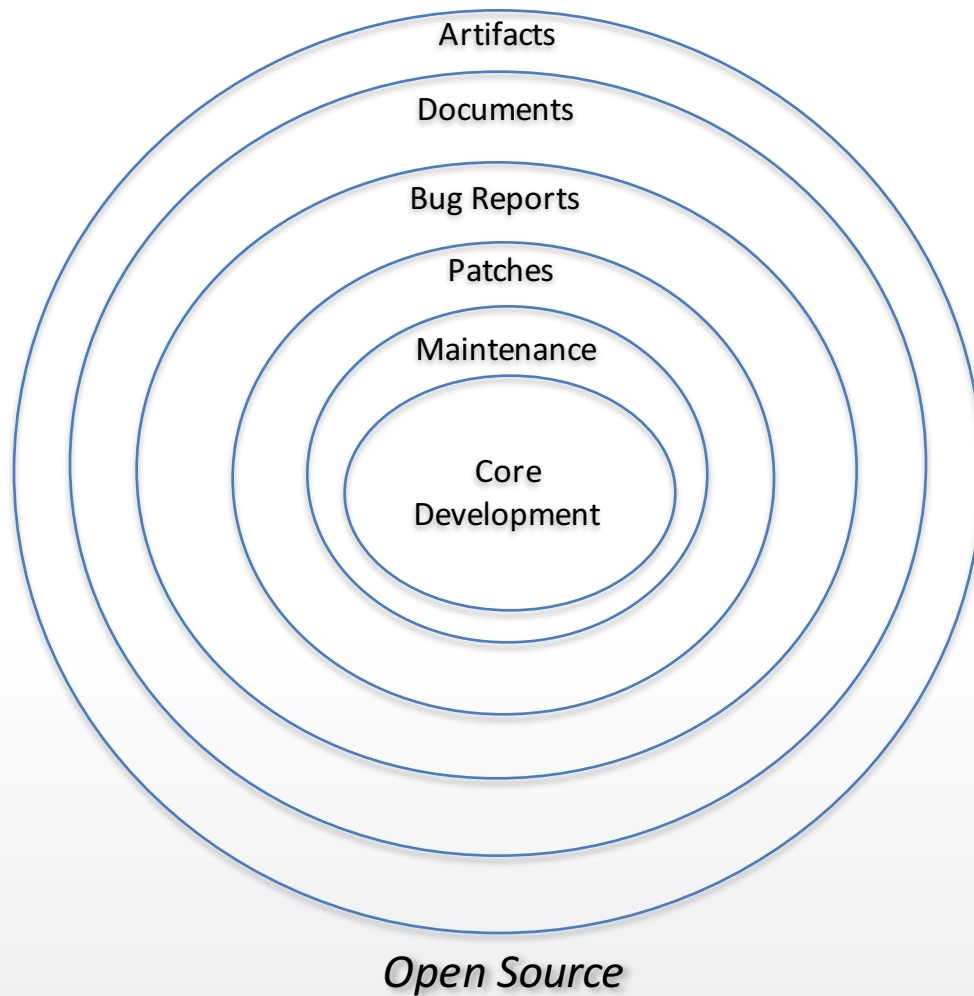 Artifacts
Documents
Bug Reports
Patches
Maintenance
Core
Development
Open Source